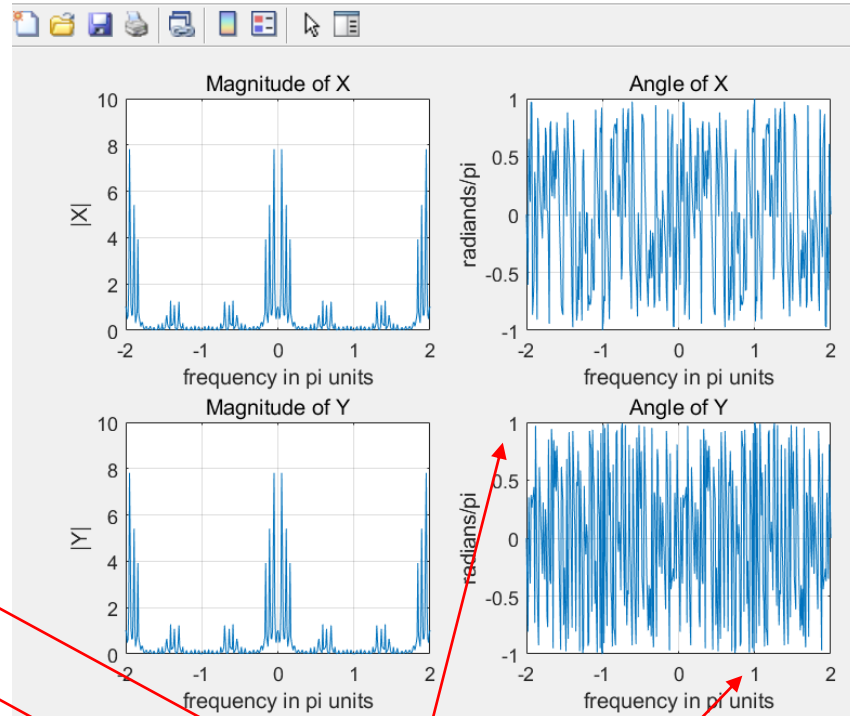 Magnitude of X
10
8
6
4
2
0
|X|
-2 -1 0 1 2
frequency in pi units
Angle of X
1
0.5
0
-0.5
-1
radiands/pi
-2 -1 0 1 2
frequency in pi units
Magnitude of Y
10
8
6
4
2
0
|Y|
-2 -1 0 1 2
frequency in pi units
Angle of Y
1
0.5
0
-0.5
-1
radians/pi
-2 -1 0 1 2
frequency in pi units